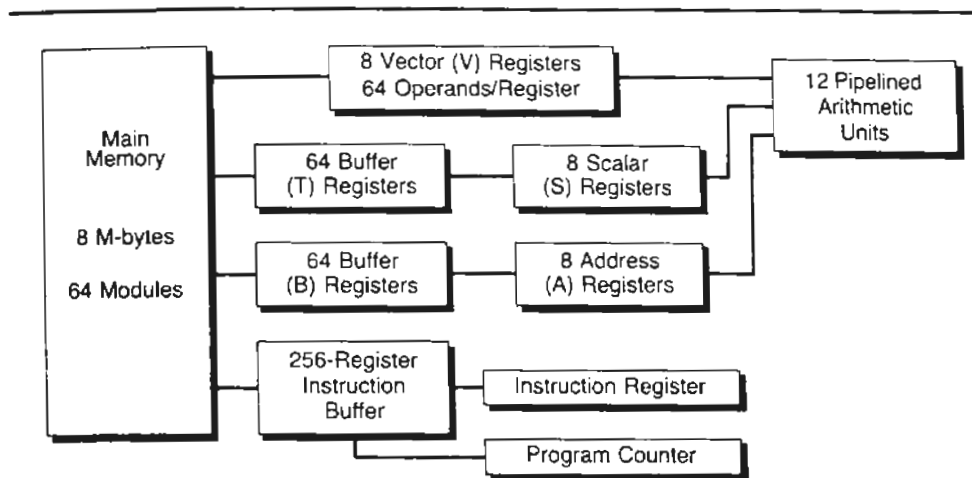 Main
Memory
8 M-bytes
64 Modules
8 Vector (V) Registers
64 Operands/Register
12 Pipelined
Arithmetic
Units
64 Buffer
(T) Registers
8 Scalar
(S) Registers
64 Buffer
(B) Registers
8 Address
(A) Registers
256-Register
Instruction
Buffer
Instruction Register
Program Counter